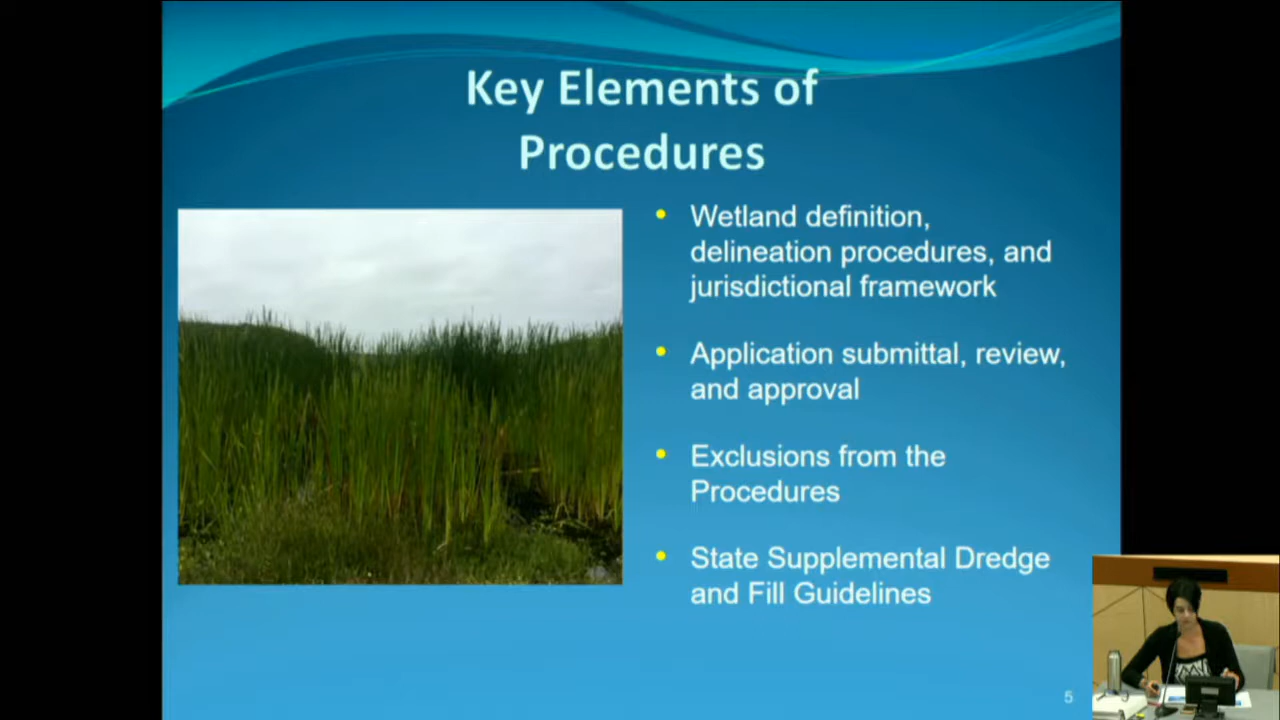 Key Elements of
Procedures
• Wetland definition,
delineation procedures, and
jurisdictional framework
• Application submittal, review,
and approval
• Exclusions from the
Procedures
• State Supplemental Dredge
and Fill Guidelines
5